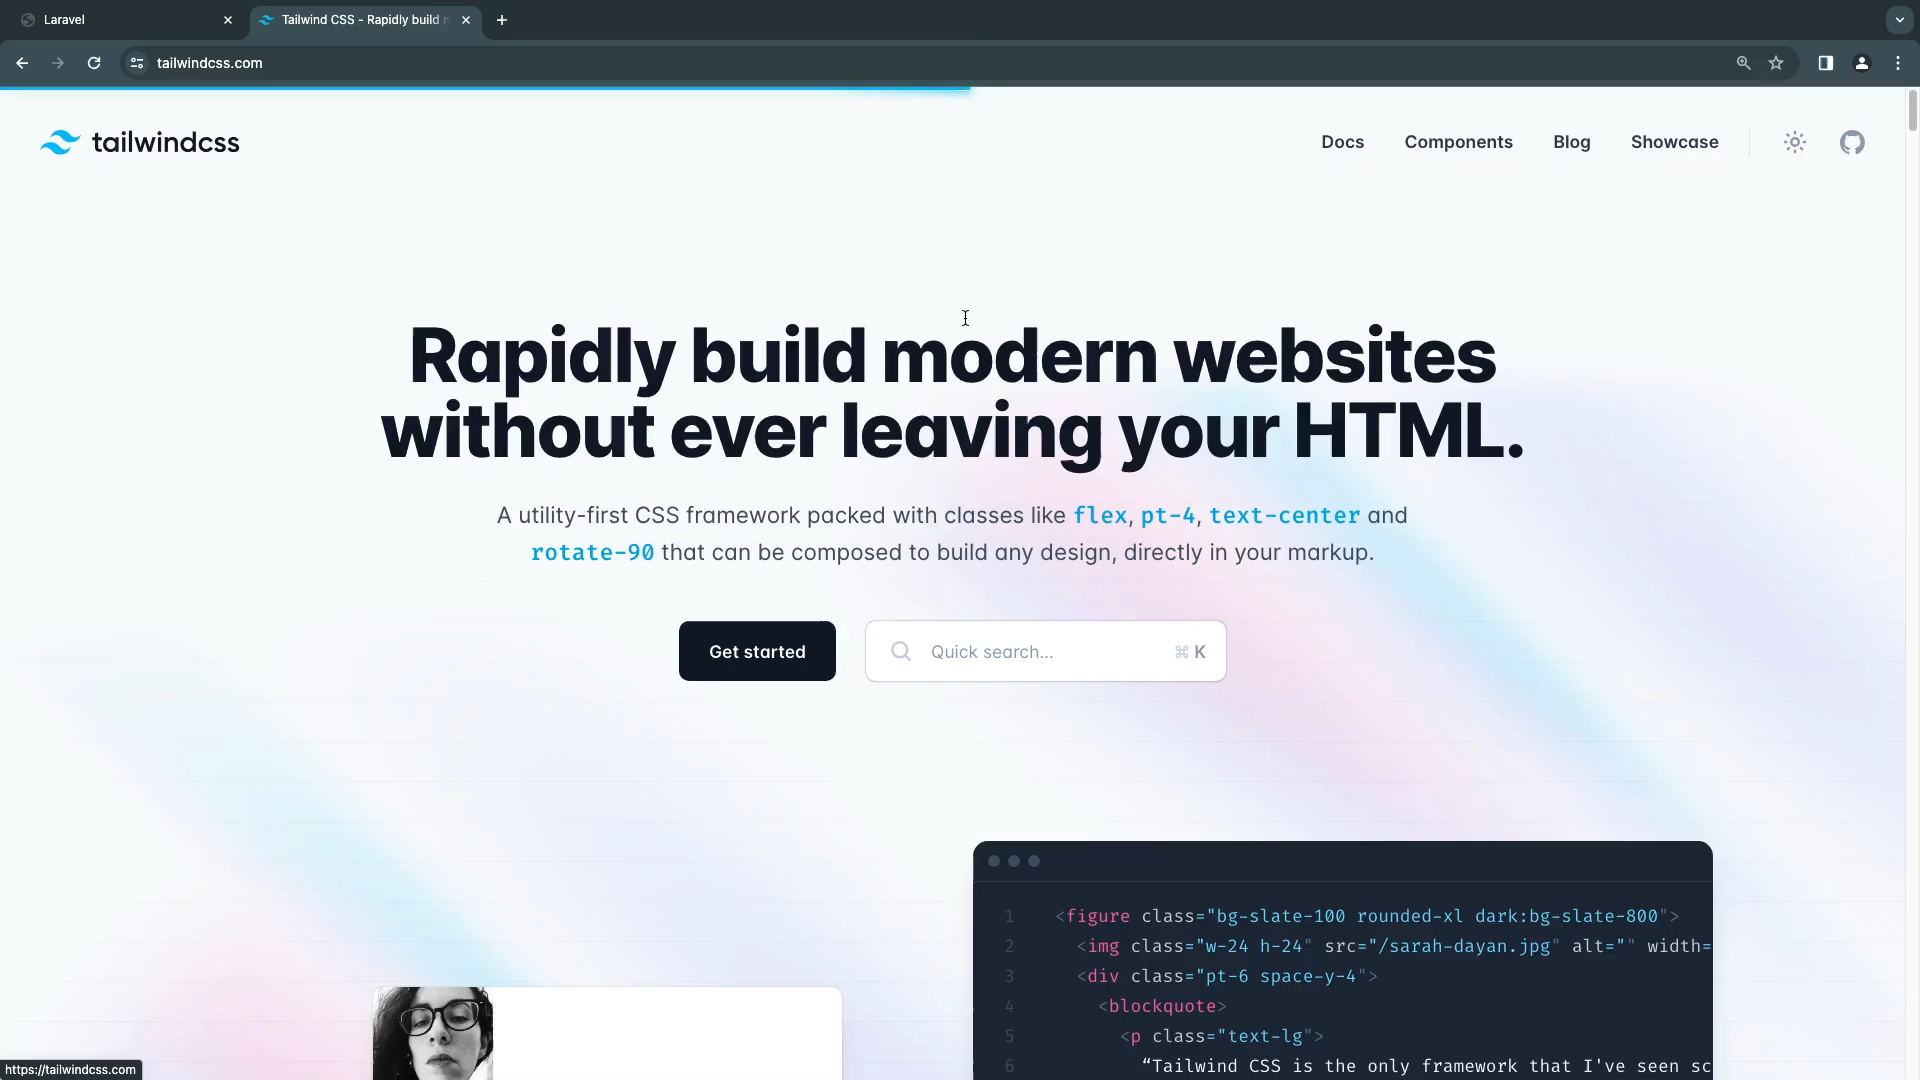 Laravel
Tailwind CSS - Rapidly build
tailwindcss.com
tailwindcss
Docs
Components
Blog
Showcase
Rapidly build modern websites
without ever leaving your HTML.
A utility-first CSS framework packed with classes like flex, pt-4, text-center and
rotate-90 that can be composed to build any design, directly in your markup.
Get started
Quick search...
⌘ K
1 <figure class="bg-slate-100 rounded-xl dark:bg-slate-800">
2 <img class="w-24 h-24" src="/sarah-dayan.jpg" alt="" width=
3 <div class="pt-6 space-y-4">
4 <blockquote>
5 <p class="text-lg">
6 “Tailwind CSS is the only framework that I've seen sc
https://tailwindcss.com